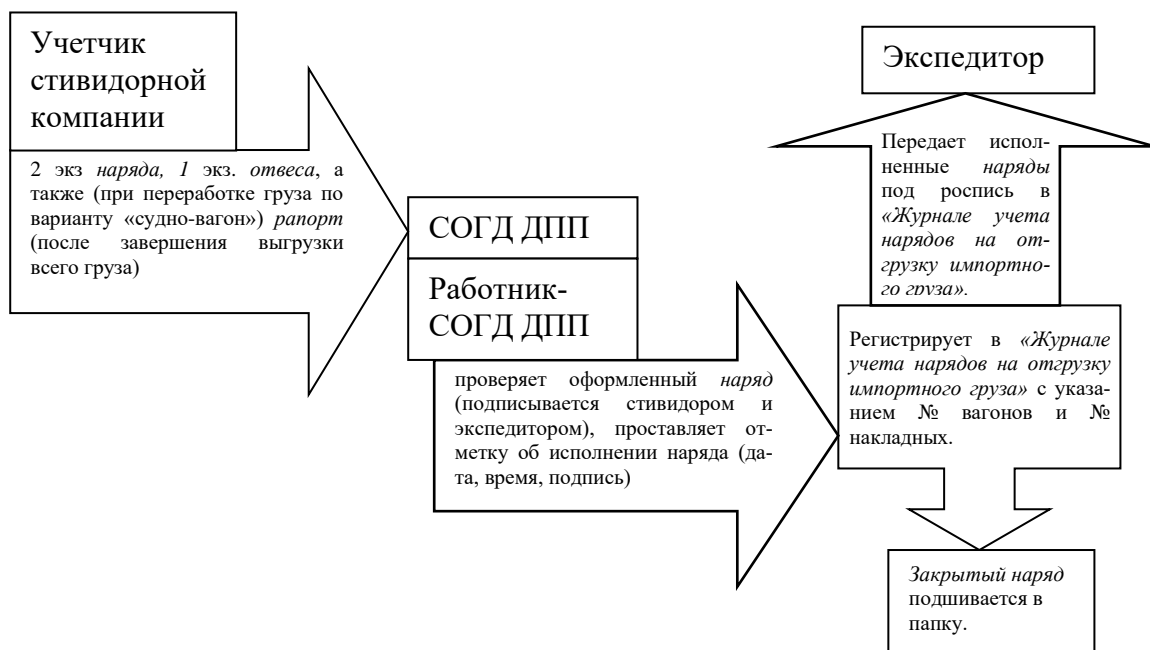 Учетчик
стивидорной
компании
2 экз наряда, 1 экз. отвеса, а
также (при переработке груза по
варианту «судно-вагон») рапорт
(после завершения выгрузки
всего груза)
СОГД ДПП
Работник-
СОГД ДПП
проверяет оформленный наряд
(подписывается стивидором и
экспедитором), проставляет от-
метку об исполнении наряда (да-
та, время, подпись)
Экспедитор
Передает испол-
ненные наряды
под роспись в
«Журнале учета
нарядов на от-
грузку импортно-
го груза».
Регистрирует в «Журнале
учета нарядов на отгрузку
импортного груза» с указа-
нием № вагонов и №
накладных.
Закрытый наряд
подшивается в
папку.